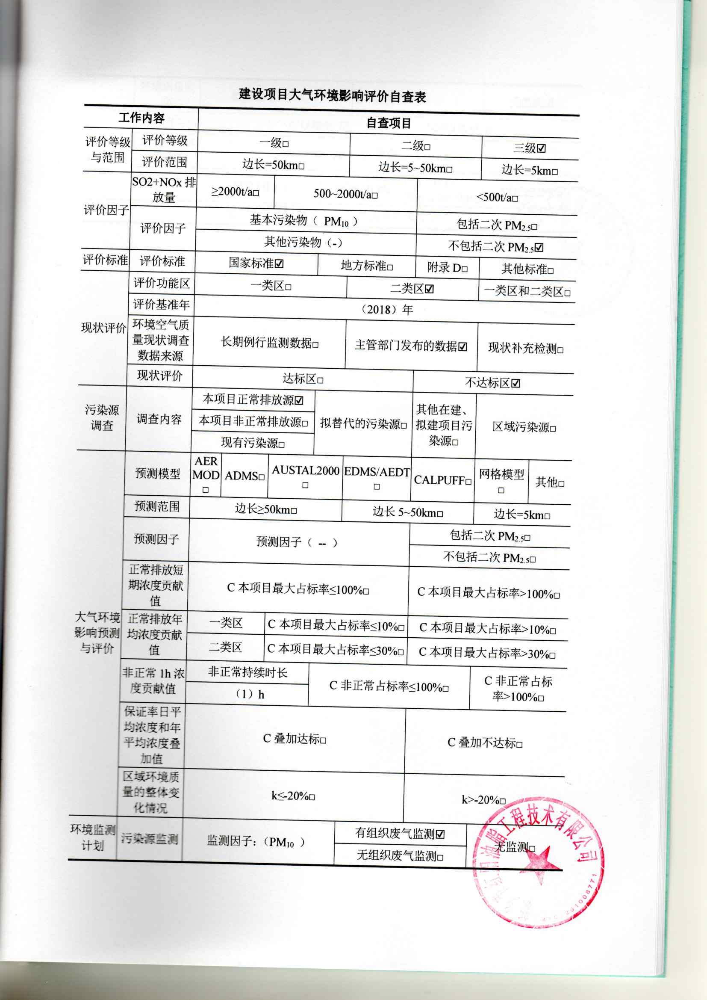 建设项目大气环境影响评价自查表
工作内容 自查项目
评价等级与范围 评价等级 一级□ 二级□ 三级☑
评价范围 边长=50km□ 边长=5~50km□ 边长=5km□
评价因子 SO2+NOx 排放量 ≥2000t/a□ 500~2000t/a□ <500t/a□
评价因子 基本污染物（ PM₁₀ ） 包括二次 PM₂.₅□
其他污染物（-） 不包括二次 PM₂.₅☑
评价标准 评价标准 国家标准☑ 地方标准□ 附录 D□ 其他标准□
现状评价 评价功能区 一类区□ 二类区☑ 一类区和二类区□
评价基准年 （2018）年
环境空气质量现状调查数据来源 长期例行监测数据□ 主管部门发布的数据☑ 现状补充检测□
现状评价 达标区□ 不达标区☑
污染源调查 调查内容 本项目正常排放源☑ 拟替代的污染源□ 其他在建、拟建项目污染源□ 区域污染源□
本项目非正常排放源□
现有污染源□
大气环境影响预测与评价 预测模型 AERMOD□ ADMS□ AUSTAL2000□ EDMS/AEDT□ CALPUFF□ 网格模型□ 其他□
预测范围 边长≥50km□ 边长 5~50km□ 边长=5km□
预测因子 预测因子（ -- ） 包括二次 PM₂.₅□
不包括二次 PM₂.₅□
正常排放短期浓度贡献值 C 本项目最大占标率≤100%□ C 本项目最大占标率>100%□
正常排放年均浓度贡献值 一类区 C 本项目最大占标率≤10%□ C 本项目最大占标率>10%□
二类区 C 本项目最大占标率≤30%□ C 本项目最大占标率>30%□
非正常 1h 浓度贡献值 非正常持续时长 C 非正常占标率≤100%□ C 非正常占标率>100%□
（1）h
保证率日平均浓度和年平均浓度叠加值 C 叠加达标□ C 叠加不达标□
区域环境质量的整体变化情况 k≤-20%□ k>-20%□
环境监测计划 污染源监测 监测因子:（PM₁₀ ） 有组织废气监测☑ 无监测□
无组织废气监测□
油脂工程技术有限公司